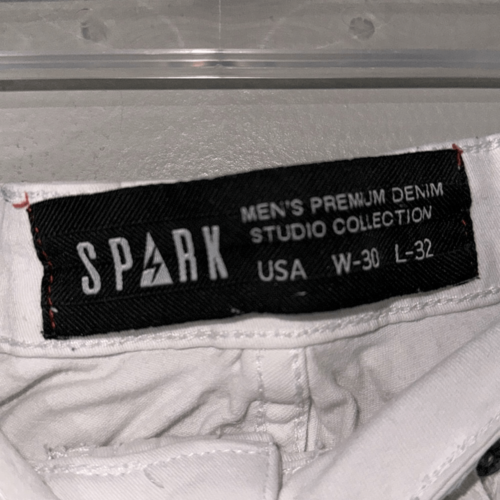 SPARK
MEN'S PREMIUM DENIM
STUDIO COLLECTION
USA W-30 L-32